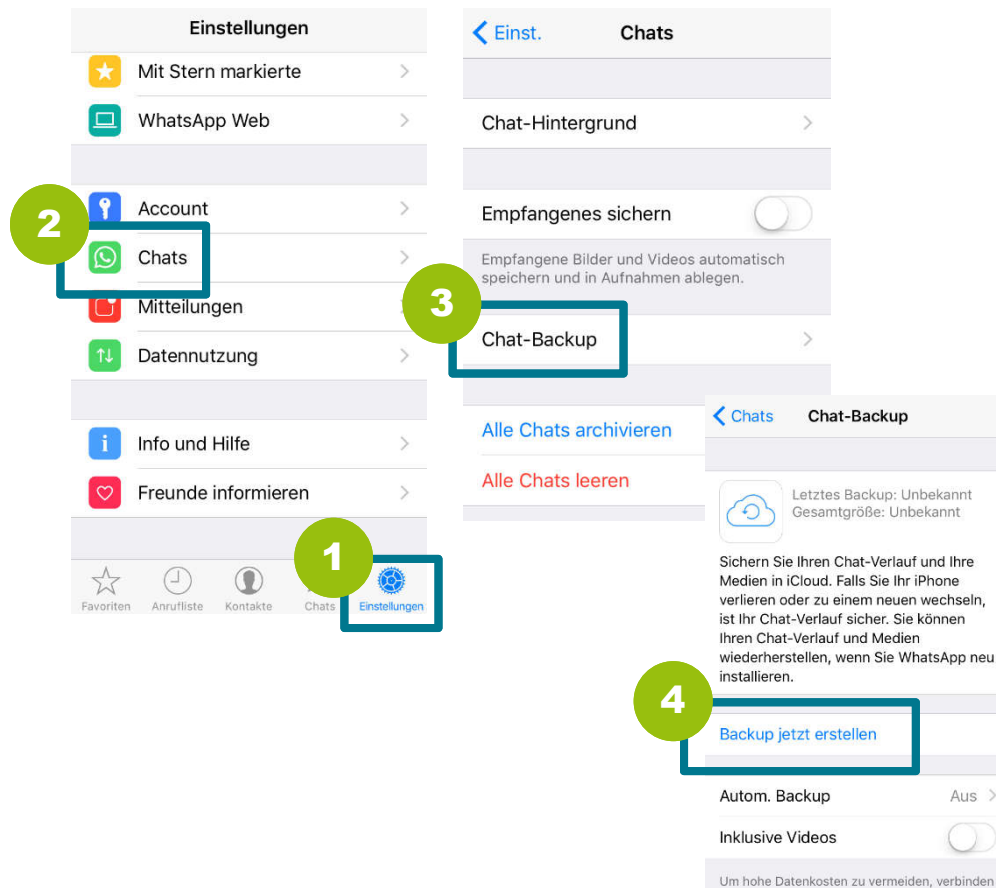 Einstellungen
Mit Stern markierte
WhatsApp Web
2
Account
Chats
Mitteilungen
Datennutzung
Info und Hilfe
Freunde informieren
1
Favoriten
Anrufliste
Kontakte
Chats
Einstellungen
Einst.
Chats
Chat-Hintergrund
Empfangenes sichern
Empfangene Bilder und Videos automatisch
speichern und in Aufnahmen ablegen.
3
Chat-Backup
Alle Chats archivieren
Alle Chats leeren
Chats
Chat-Backup
Letztes Backup: Unbekannt
Gesamtgröße: Unbekannt
Sichern Sie Ihren Chat-Verlauf und Ihre
Medien in iCloud. Falls Sie Ihr iPhone
verlieren oder zu einem neuen wechseln,
ist Ihr Chat-Verlauf sicher. Sie können
Ihren Chat-Verlauf und Medien
wiederherstellen, wenn Sie WhatsApp neu
installieren.
4
Backup jetzt erstellen
Autom. Backup Aus
Inklusive Videos
Um hohe Datenkosten zu vermeiden, verbinden